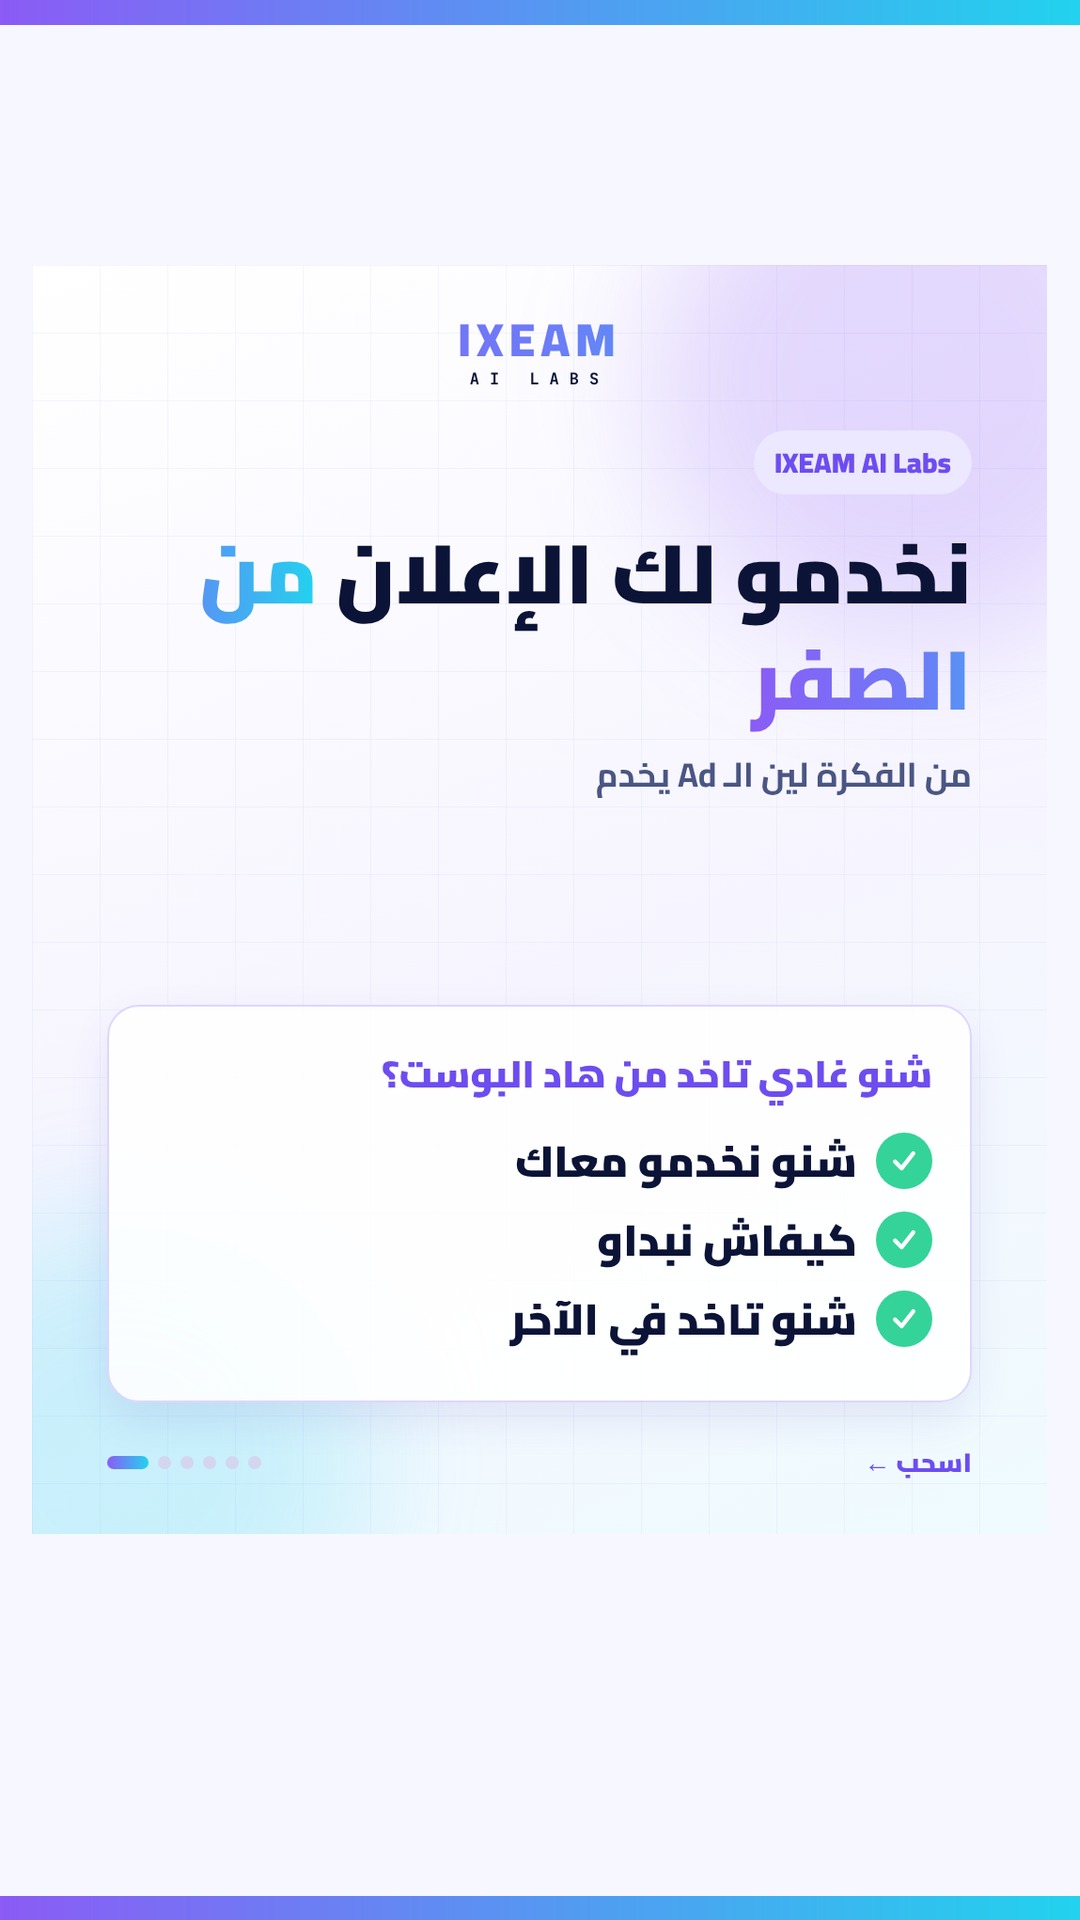 IXEAM
AI LABS
IXEAM AI Labs
نخدمو لك الإعلان من
الصفر
من الفكرة لين الـ Ad يخدم
شنو غادي تاخد من هاد البوست؟
شنو نخدمو معاك
كيفاش نبداو
شنو تاخد في الآخر
اسحب ←